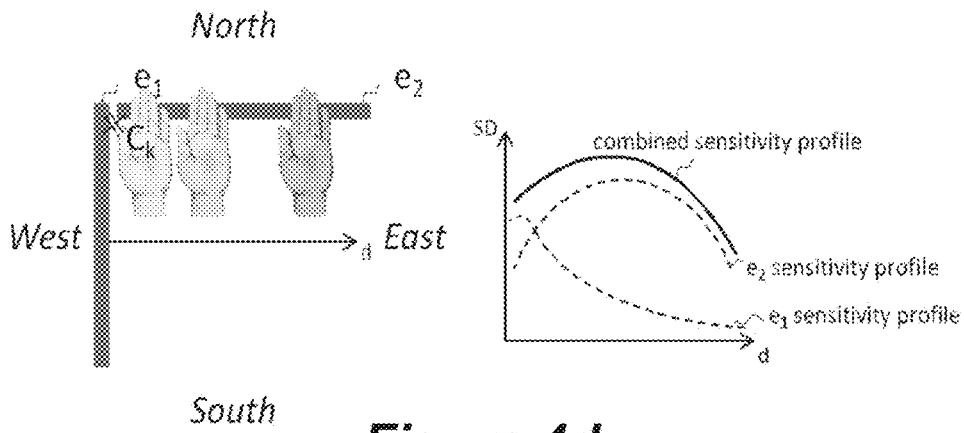 North
e1
e2
Ck
West
d
East
South
SD
combined sensitivity profile
e2 sensitivity profile
e1 sensitivity profile
d